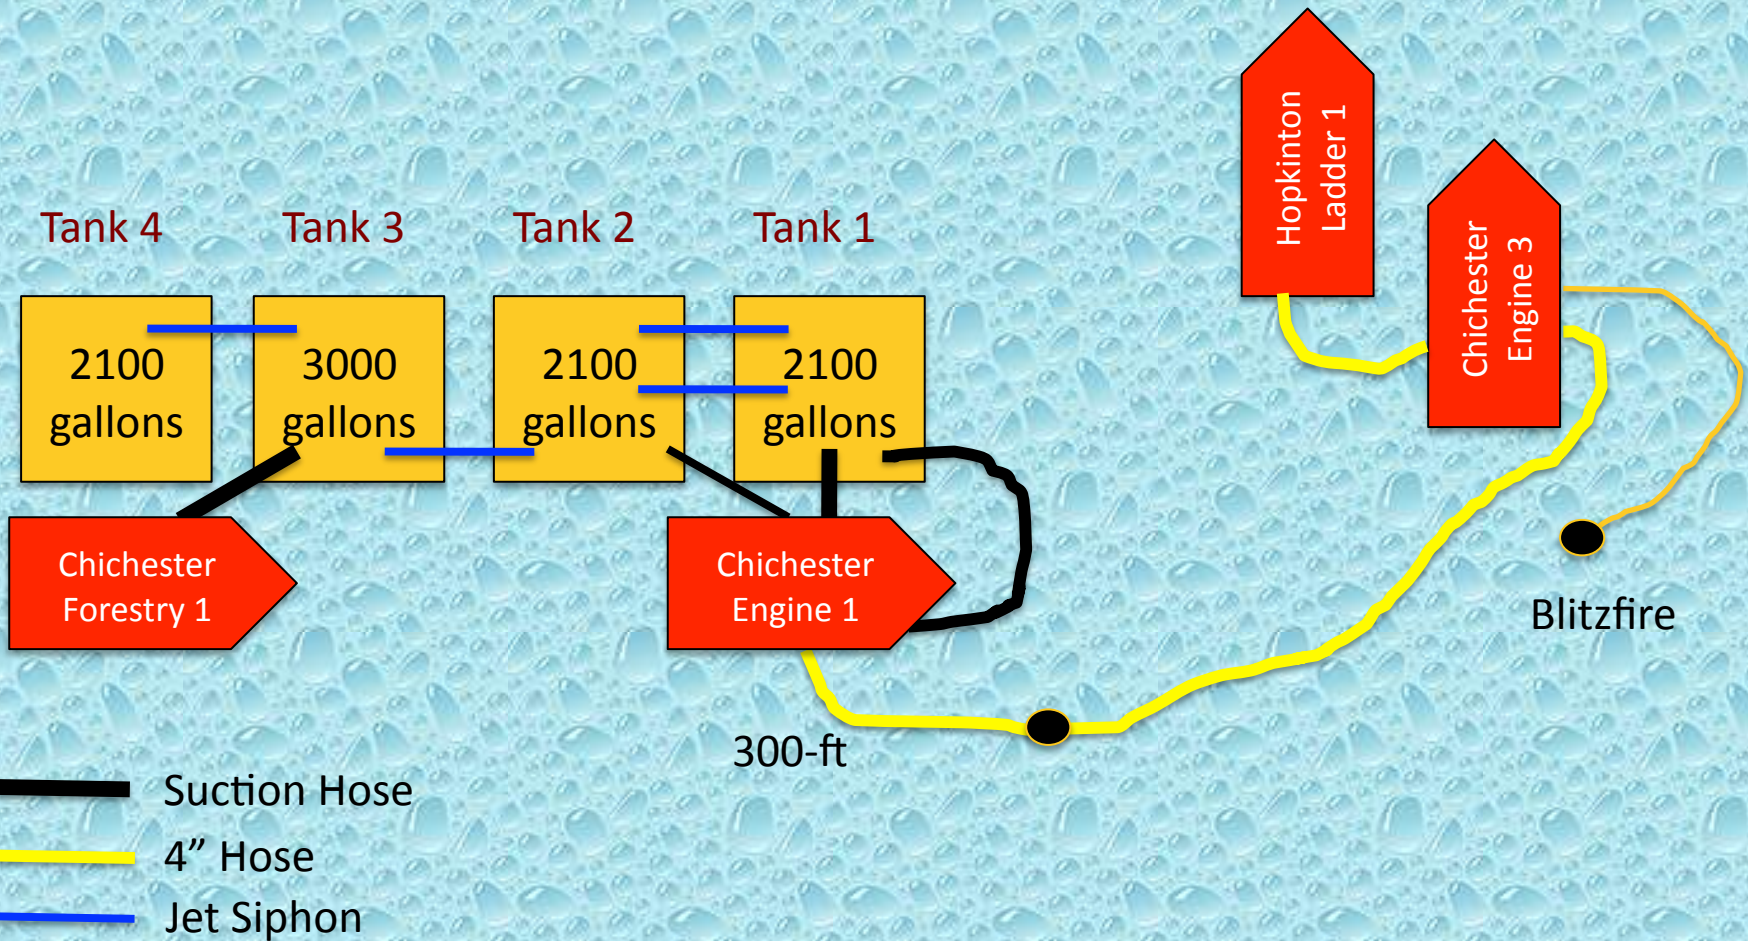 Hopkinton
Ladder 1
Chichester
Engine 3
Tank 4
Tank 3
Tank 2
Tank 1
2100
gallons
3000
gallons
2100
gallons
2100
gallons
Chichester
Forestry 1
Chichester
Engine 1
Blitzfire
300-ft
Suction Hose
4” Hose
Jet Siphon